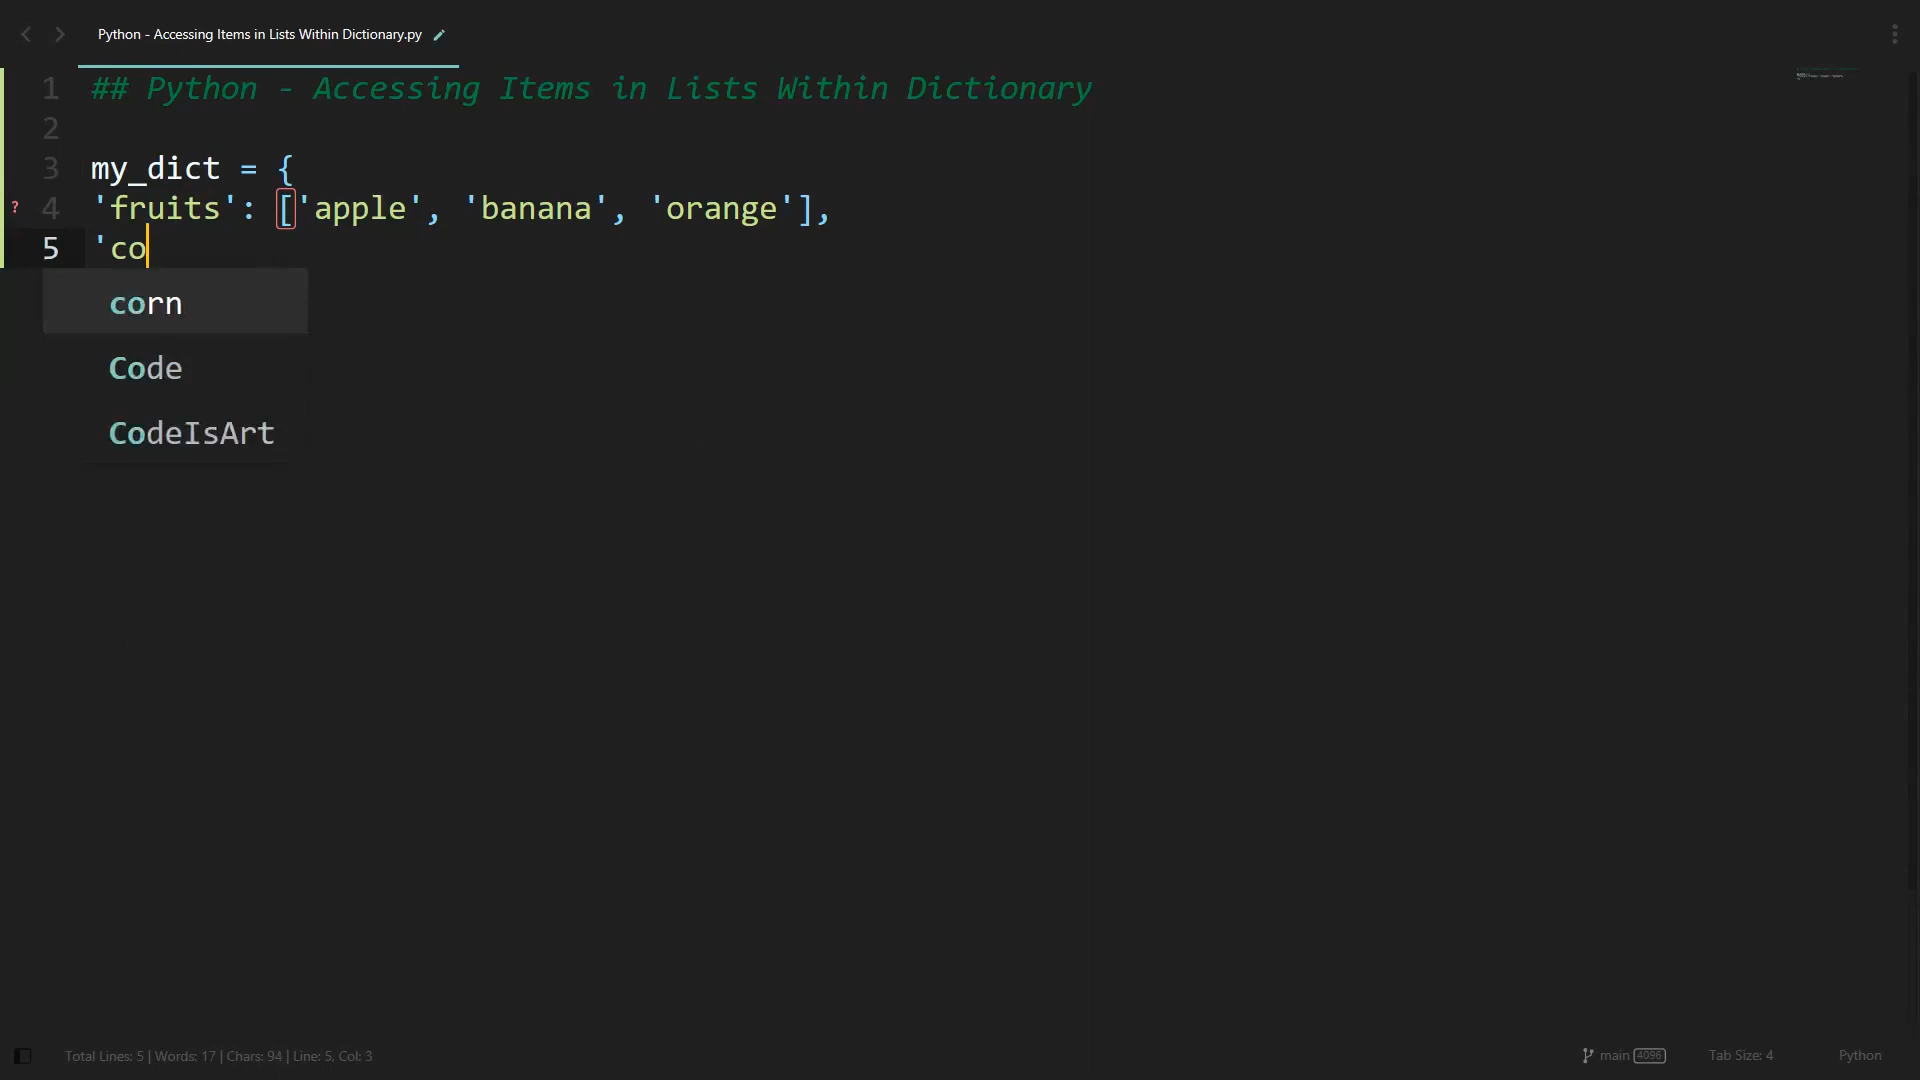 Python - Accessing Items in Lists Within Dictionary.py
1 ## Python - Accessing Items in Lists Within Dictionary
2
3 my_dict = {
? 4 'fruits': ['apple', 'banana', 'orange'],
5 'co
corn
Code
CodeIsArt
Total Lines: 5 | Words: 17 | Chars: 94 | Line: 5, Col: 3 main 4096 Tab Size: 4 Python